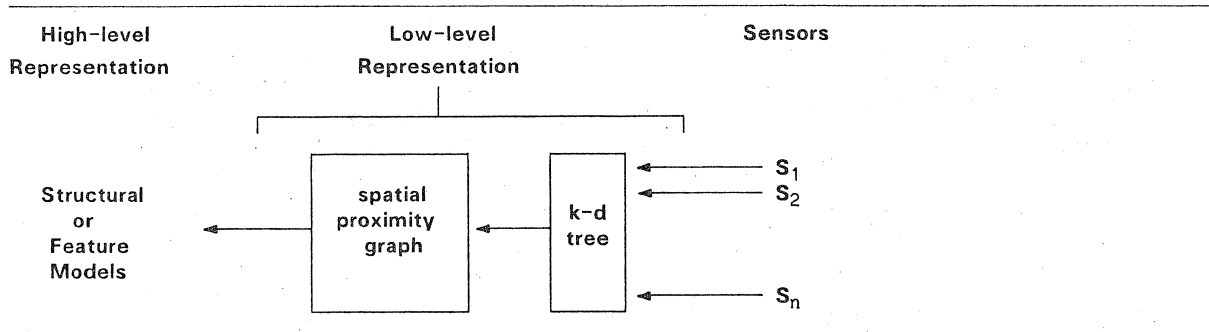 High-level
Representation
Low-level
Representation
Sensors
Structural
or
Feature
Models
spatial
proximity
graph
k-d
tree
S1
S2
Sn